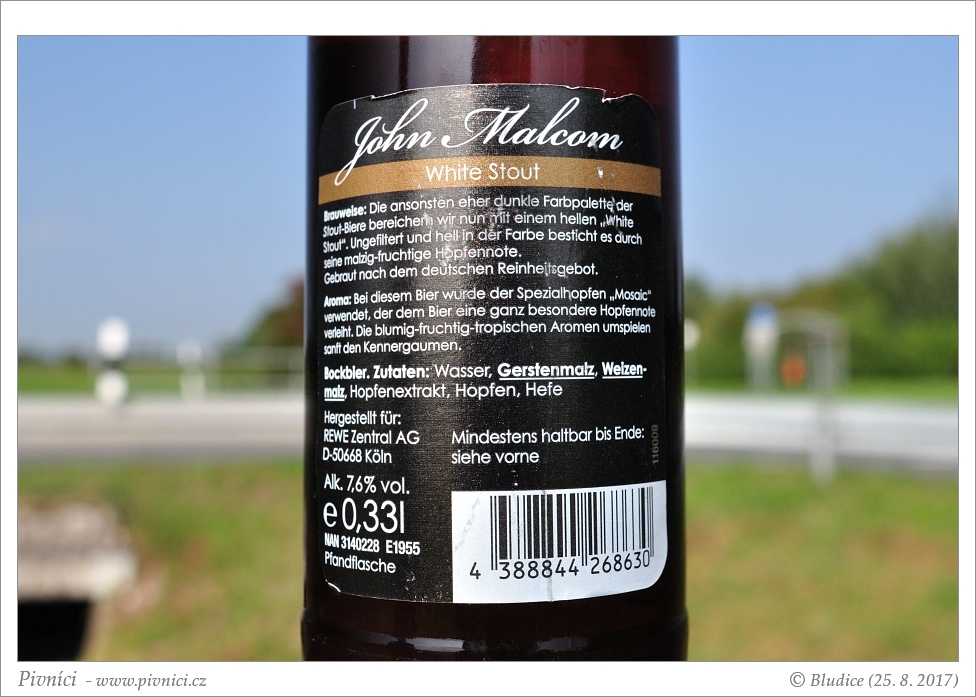 John Malcom
White Stout
Brauweise: Die ansonsten eher dunkle Farbpalette der
Stout-Biere bereichern wir nun mit einem hellen „White
Stout“. Ungefiltert und hell in der Farbe besticht es durch
seine malzig-fruchtige Hopfennote.
Gebraut nach dem deutschen Reinheitsgebot.
Aroma: Bei diesem Bier wurde der Spezialhopfen „Mosaic“
verwendet, der dem Bier eine ganz besondere Hopfennote
verleiht. Die blumig-fruchtig-tropischen Aromen umspielen
sanft den Kennergaumen.
Bockbier. Zutaten: Wasser, Gerstenmalz, Weizen-
malz, Hopfenextrakt, Hopfen, Hefe
Hergestellt für:
REWE Zentral AG
D-50668 Köln
Mindestens haltbar bis Ende:
siehe vorne
116009
Alk. 7,6% vol.
e 0,33l
NAN 3140228 E1955
Pfandflasche
4 388844 268630
Pivníci - www.pivnici.cz
© Bludice (25. 8. 2017)